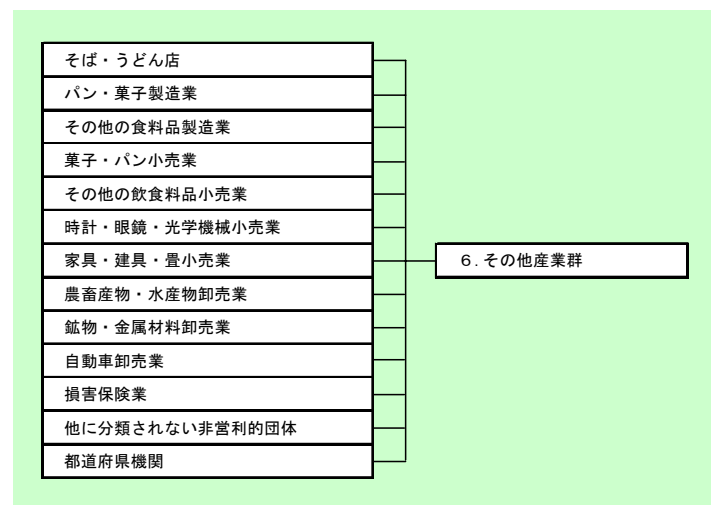 そば・うどん店
パン・菓子製造業
その他の食料品製造業
菓子・パン小売業
その他の飲食料品小売業
時計・眼鏡・光学機械小売業
家具・建具・畳小売業
６.その他産業群
農畜産物・水産物卸売業
鉱物・金属材料卸売業
自動車卸売業
損害保険業
他に分類されない非営利的団体
都道府県機関